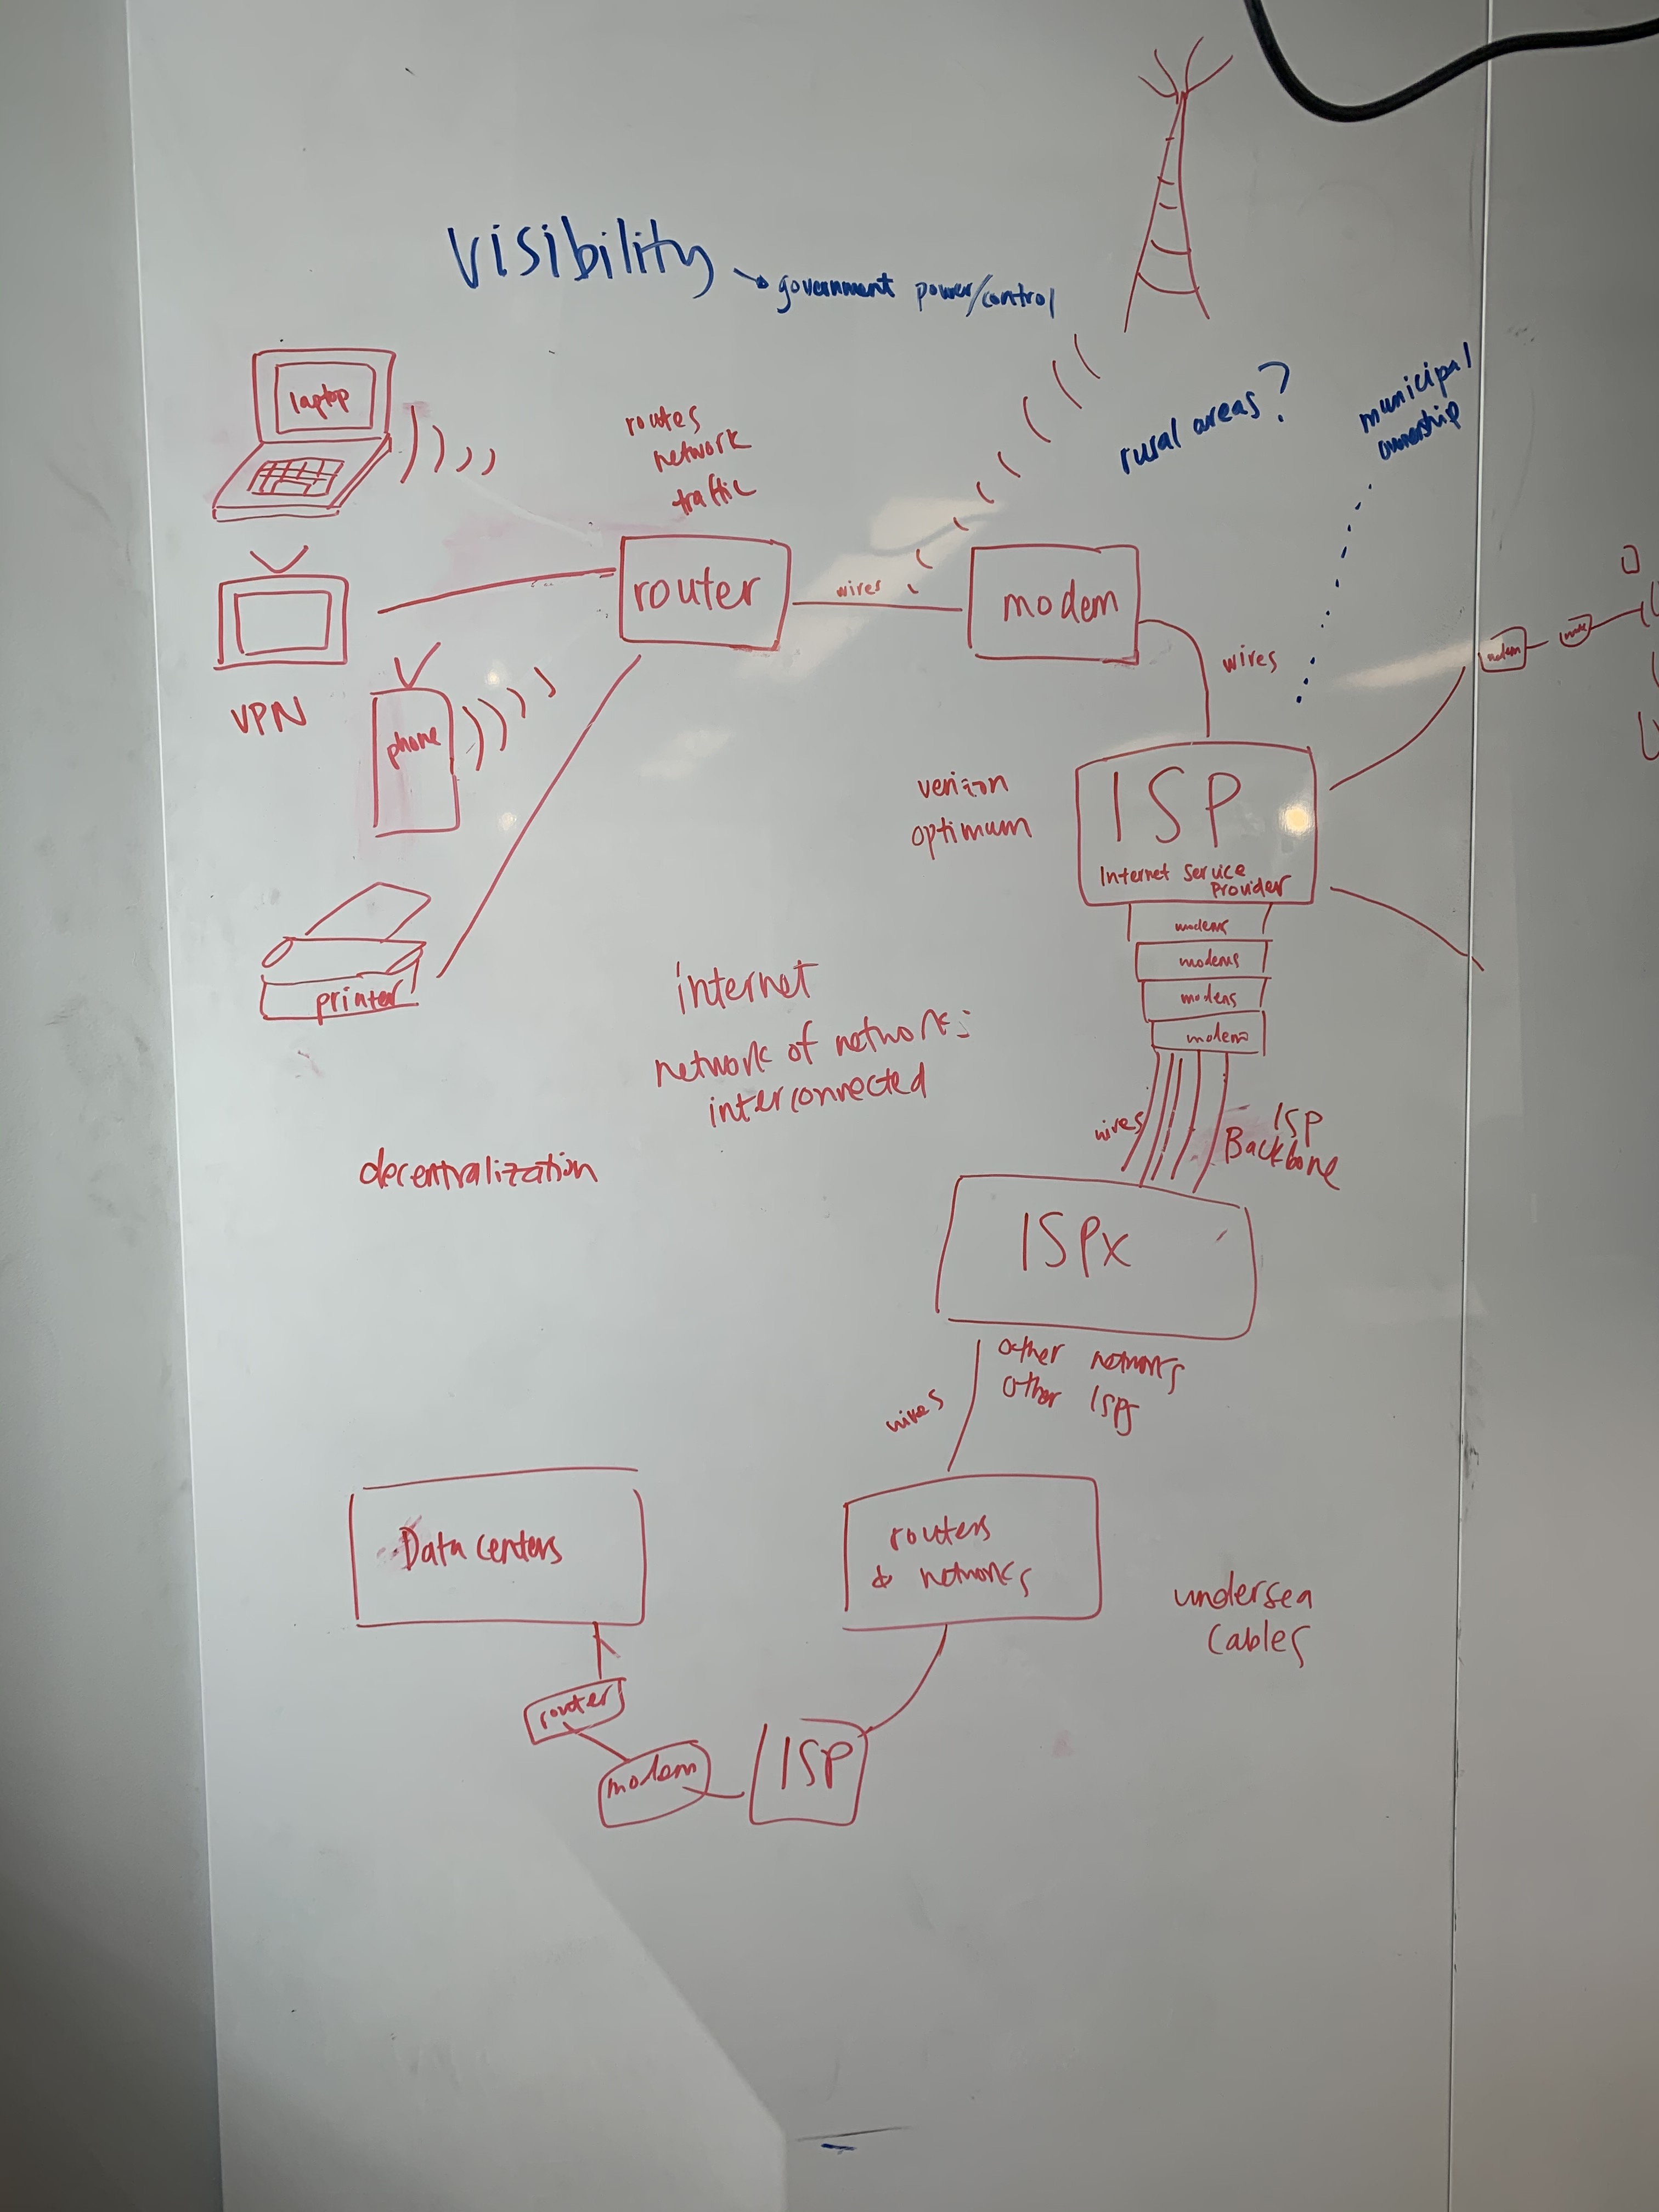 visibility
government power/control
laptop
routes
network
traffic
rural areas?
municipal
ownership
router
wires
modem
wires
modem
VPN
phone
verizon
optimum
ISP
Internet Service
Provider
modems
modems
modems
modems
printer
internet
network of networks
interconnected
wires
ISP
Backbone
decentralization
ISPx
other networks
other ISPs
wires
Data centers
routers
& networks
undersea
cables
router
modem
ISP